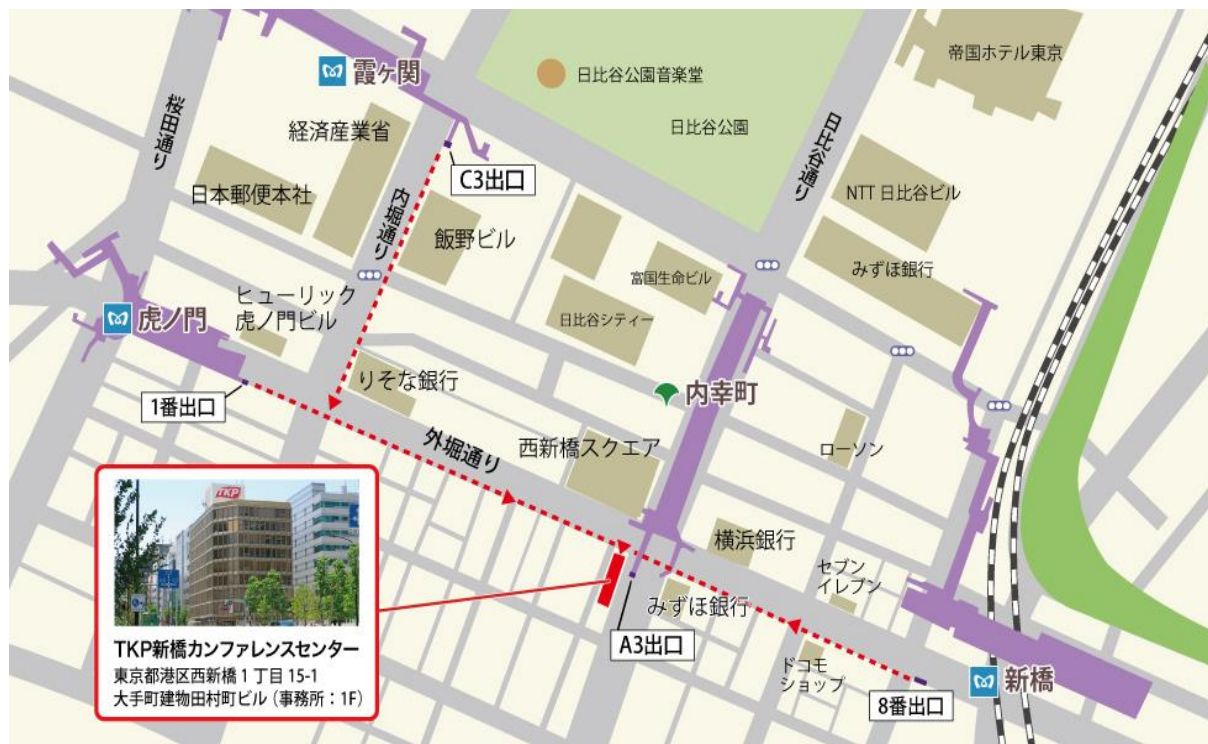 帝国ホテル東京
霞ヶ関
日比谷公園音楽堂
桜田通り
経済産業省
日比谷公園
日比谷通り
C3出口
日本郵便本社
内堀通り
飯野ビル
NTT 日比谷ビル
みずほ銀行
富国生命ビル
ヒューリック
虎ノ門ビル
虎ノ門
日比谷シティー
りそな銀行
内幸町
1番出口
外堀通り
西新橋スクエア
ローソン
TKP
横浜銀行
セブン
イレブン
みずほ銀行
A3出口
ドコモ
ショップ
新橋
8番出口
TKP新橋カンファレンスセンター
東京都港区西新橋 1 丁目 15-1
大手町建物田村町ビル（事務所：1F）